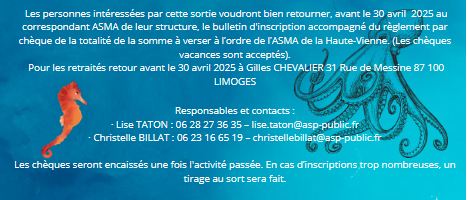 Les personnes intéressées par cette sortie voudront bien retourner, avant le 30 avril 2025 au
correspondant ASMA de leur structure, le bulletin d'inscription accompagné du règlement par
chèque de la totalité de la somme à verser à l'ordre de l'ASMA de la Haute-Vienne. (Les chèques
vacances sont acceptés).
Pour les retraités retour avant le 30 avril 2025 à Gilles CHEVALIER 31 Rue de Messine 87 100
LIMOGES
Responsables et contacts :
· Lise TATON : 06 28 27 36 35 – lise.taton@asp-public.fr
· Christelle BILLAT : 06 23 16 65 19 – christellebillat@asp-public.fr
Les chèques seront encaissés une fois l'activité passée. En cas d'inscriptions trop nombreuses, un
tirage au sort sera fait.